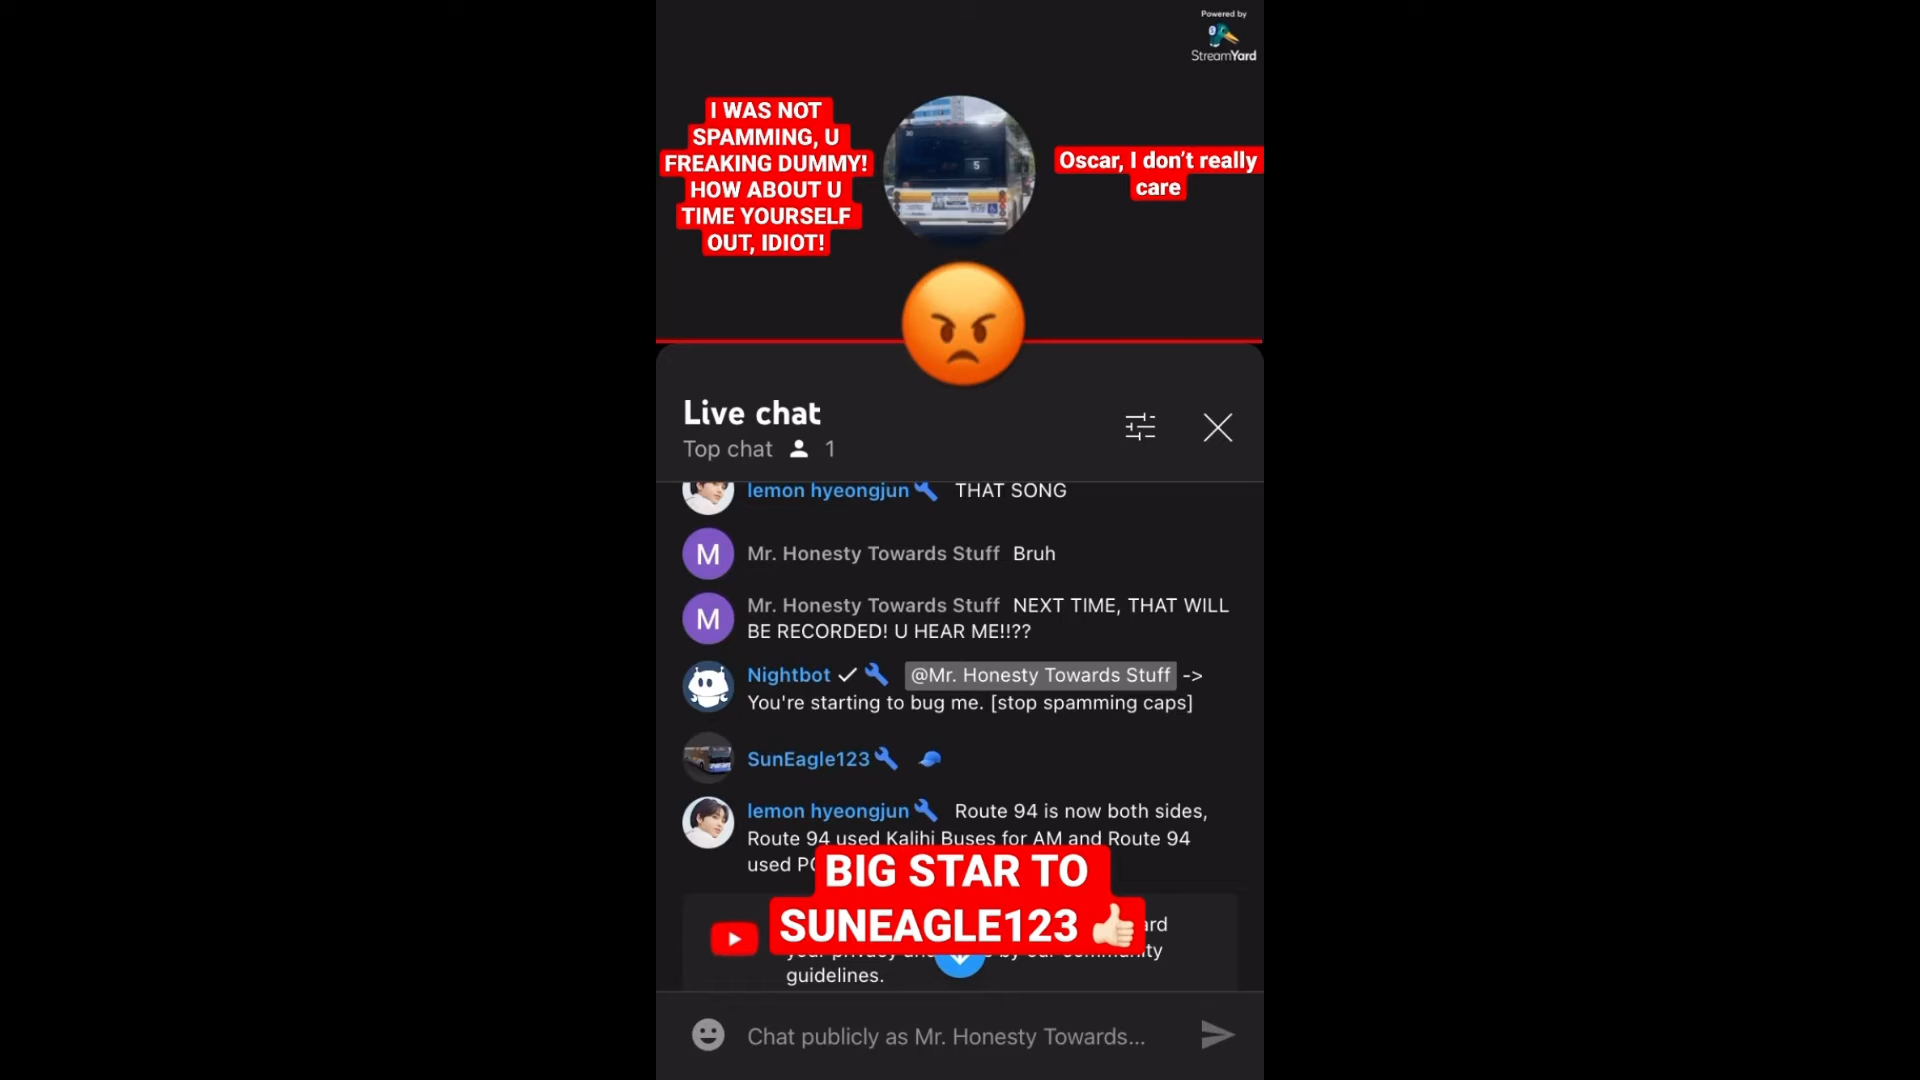 Powered by
StreamYard
I WAS NOT
SPAMMING, U
FREAKING DUMMY!
HOW ABOUT U
TIME YOURSELF
OUT, IDIOT!
5
Oscar, I don’t really
care
Live chat
Top chat 1
lemon hyeongjun THAT SONG
M Mr. Honesty Towards Stuff Bruh
M Mr. Honesty Towards Stuff NEXT TIME, THAT WILL
BE RECORDED! U HEAR ME!!??
Nightbot @Mr. Honesty Towards Stuff ->
You're starting to bug me. [stop spamming caps]
SunEagle123
lemon hyeongjun Route 94 is now both sides,
Route 94 used Kalihi Buses for AM and Route 94
used
BIG STAR TO
SUNEAGLE123
your privacy by our community
guidelines.
Chat publicly as Mr. Honesty Towards...